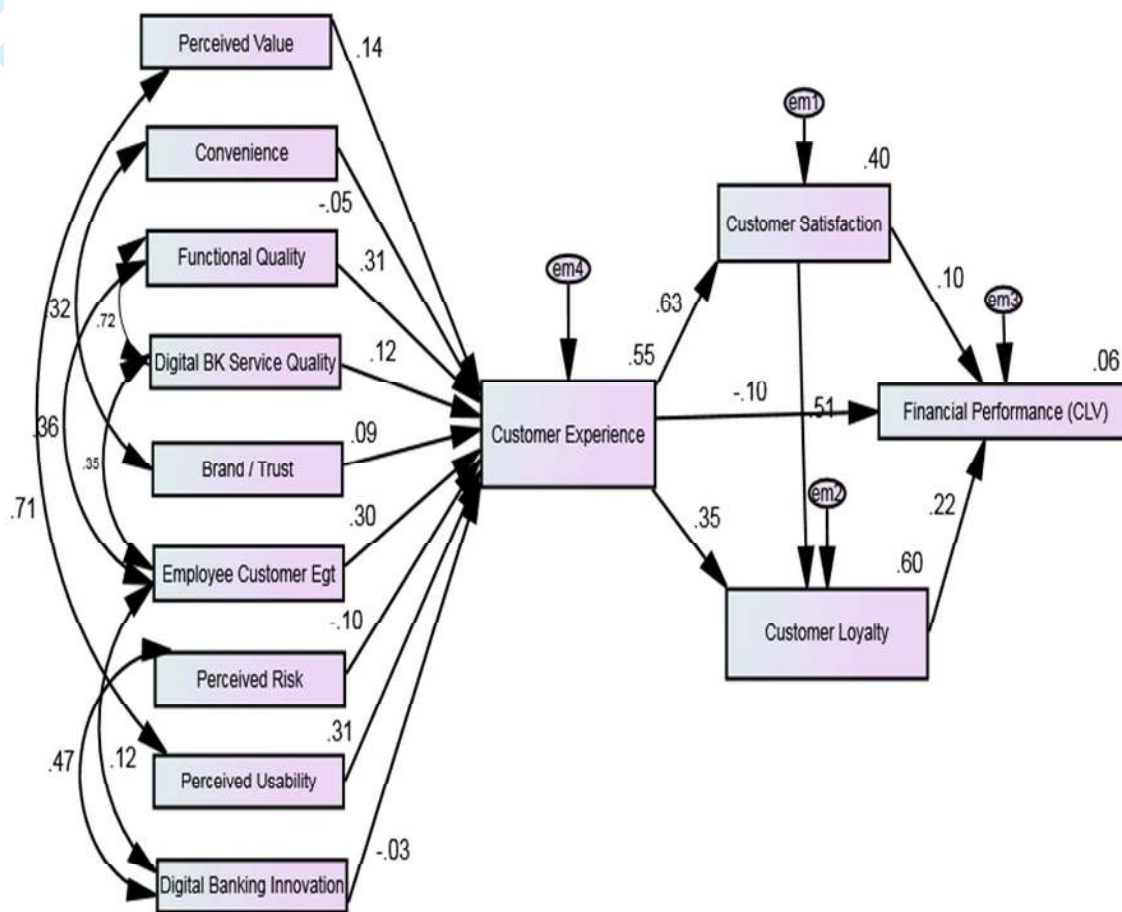 Perceived Value
.14
Convenience
-.05
Functional Quality
.31
.32
.72
Digital BK Service Quality
.12
.36
.35
Brand / Trust
.09
.71
Employee Customer Egt
.30
-.10
Perceived Risk
.31
.47
.12
Perceived Usability
-.03
Digital Banking Innovation
em4
.55
Customer Experience
em1
.40
Customer Satisfaction
.63
.10
em3
.06
-.10
.51
Financial Performance (CLV)
em2
.35
.22
.60
Customer Loyalty